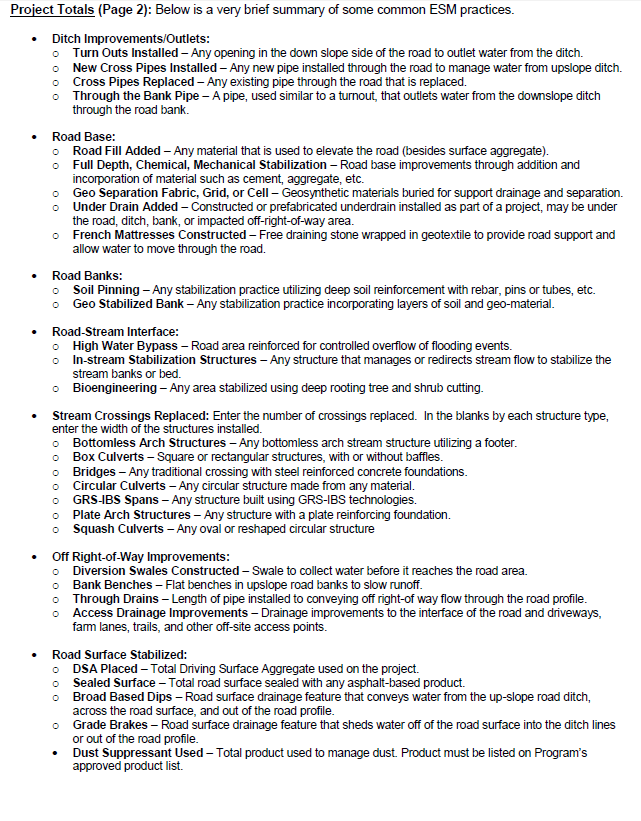 Project Totals (Page 2): Below is a very brief summary of some common ESM practices.
• Ditch Improvements/Outlets:
o Turn Outs Installed – Any opening in the down slope side of the road to outlet water from the ditch.
o New Cross Pipes Installed – Any new pipe installed through the road to manage water from upslope ditch.
o Cross Pipes Replaced – Any existing pipe through the road that is replaced.
o Through the Bank Pipe – A pipe, used similar to a turnout, that outlets water from the downslope ditch
through the road bank.
• Road Base:
o Road Fill Added – Any material that is used to elevate the road (besides surface aggregate).
o Full Depth, Chemical, Mechanical Stabilization – Road base improvements through addition and
incorporation of material such as cement, aggregate, etc.
o Geo Separation Fabric, Grid, or Cell – Geosynthetic materials buried for support drainage and separation.
o Under Drain Added – Constructed or prefabricated underdrain installed as part of a project, may be under
the road, ditch, bank, or impacted off-right-of-way area.
o French Mattresses Constructed – Free draining stone wrapped in geotextile to provide road support and
allow water to move through the road.
• Road Banks:
o Soil Pinning – Any stabilization practice utilizing deep soil reinforcement with rebar, pins or tubes, etc.
o Geo Stabilized Bank – Any stabilization practice incorporating layers of soil and geo-material.
• Road-Stream Interface:
o High Water Bypass – Road area reinforced for controlled overflow of flooding events.
o In-stream Stabilization Structures – Any structure that manages or redirects stream flow to stabilize the
stream banks or bed.
o Bioengineering – Any area stabilized using deep rooting tree and shrub cutting.
• Stream Crossings Replaced: Enter the number of crossings replaced. In the blanks by each structure type,
enter the width of the structures installed.
o Bottomless Arch Structures – Any bottomless arch stream structure utilizing a footer.
o Box Culverts – Square or rectangular structures, with or without baffles.
o Bridges – Any traditional crossing with steel reinforced concrete foundations.
o Circular Culverts – Any circular structure made from any material.
o GRS-IBS Spans – Any structure built using GRS-IBS technologies.
o Plate Arch Structures – Any structure with a plate reinforcing foundation.
o Squash Culverts – Any oval or reshaped circular structure
• Off Right-of-Way Improvements:
o Diversion Swales Constructed – Swale to collect water before it reaches the road area.
o Bank Benches – Flat benches in upslope road banks to slow runoff.
o Through Drains – Length of pipe installed to conveying off right-of way flow through the road profile.
o Access Drainage Improvements – Drainage improvements to the interface of the road and driveways,
farm lanes, trails, and other off-site access points.
• Road Surface Stabilized:
o DSA Placed – Total Driving Surface Aggregate used on the project.
o Sealed Surface – Total road surface sealed with any asphalt-based product.
o Broad Based Dips – Road surface drainage feature that conveys water from the up-slope road ditch,
across the road surface, and out of the road profile.
o Grade Brakes – Road surface drainage feature that sheds water off of the road surface into the ditch lines
or out of the road profile.
• Dust Suppressant Used – Total product used to manage dust. Product must be listed on Program's
approved product list.